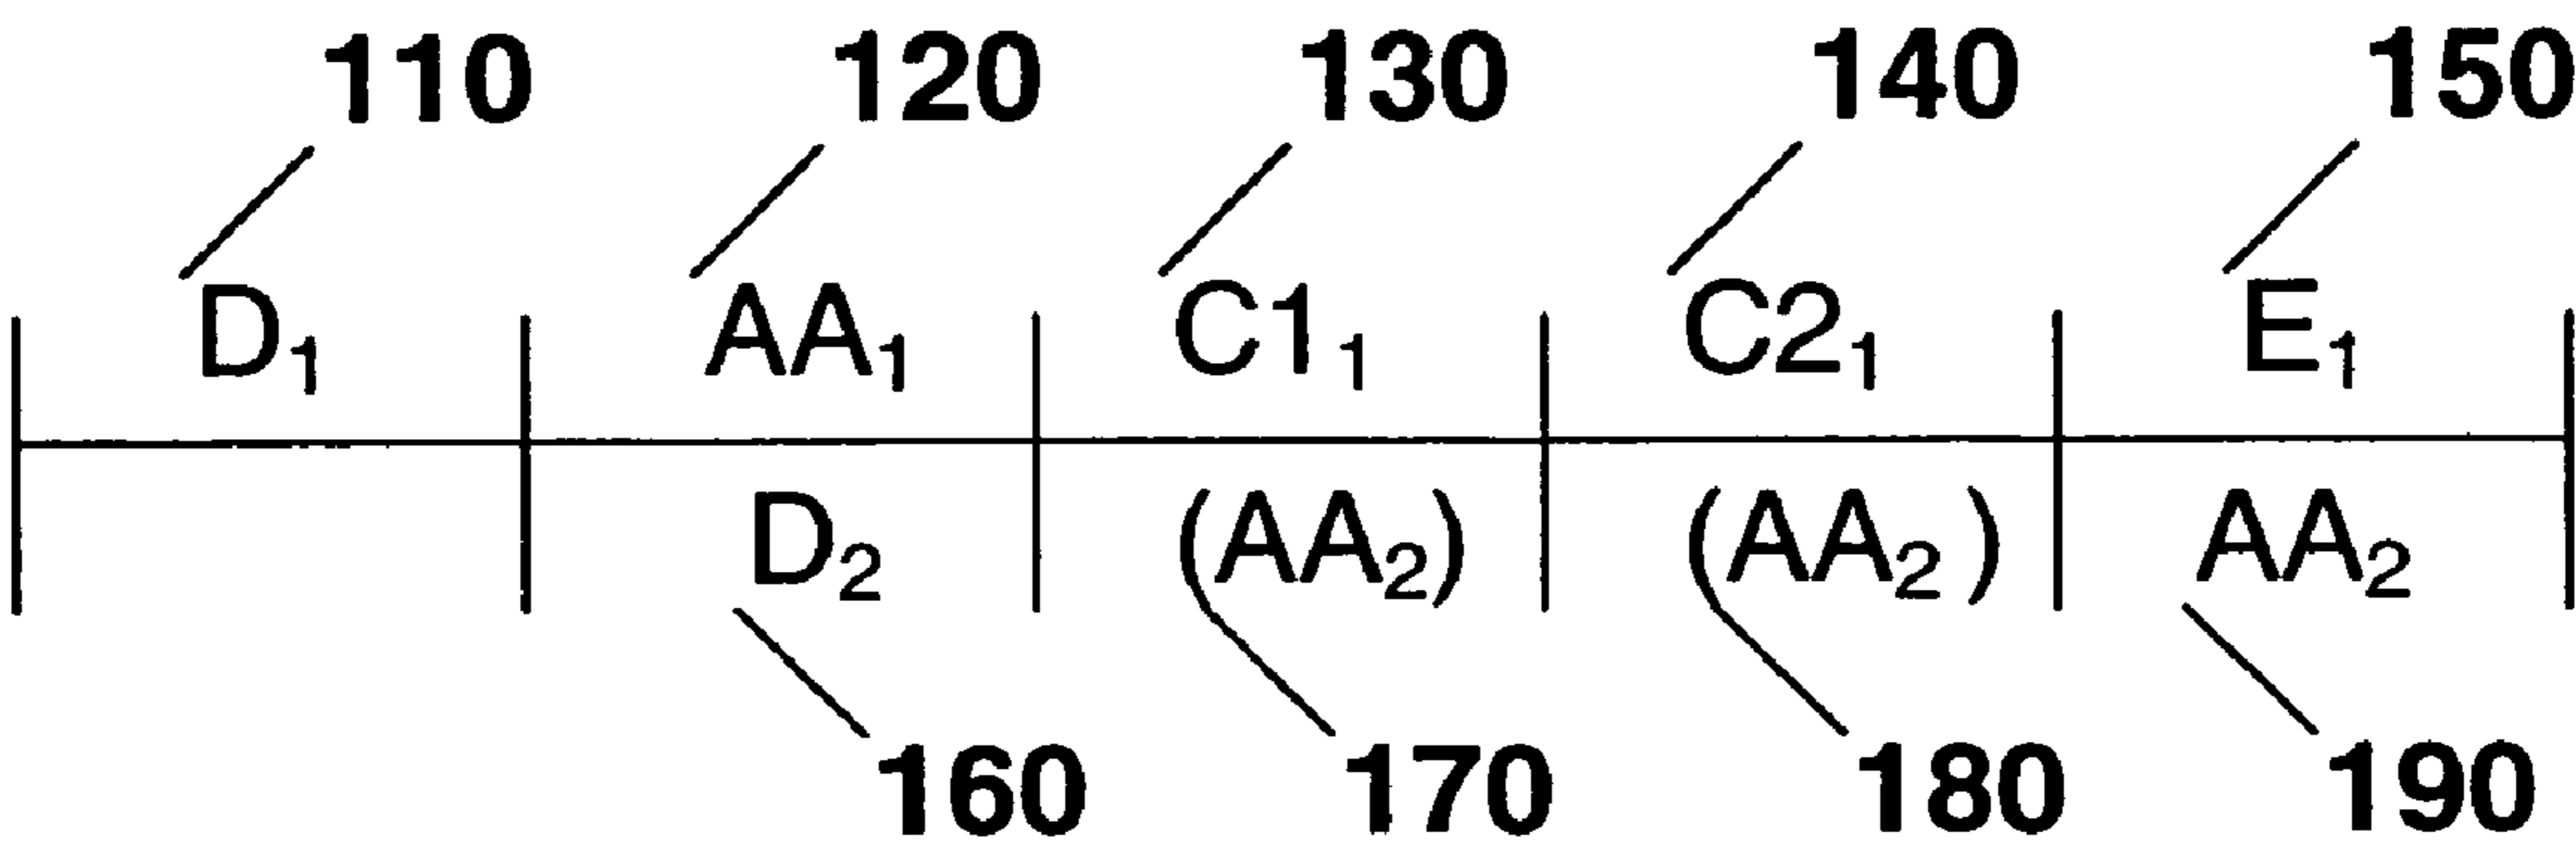 110 120 130 140 150
D₁ AA₁ C1₁ C2₁ E₁
D₂ (AA₂) (AA₂ ) AA₂
160 170 180 190